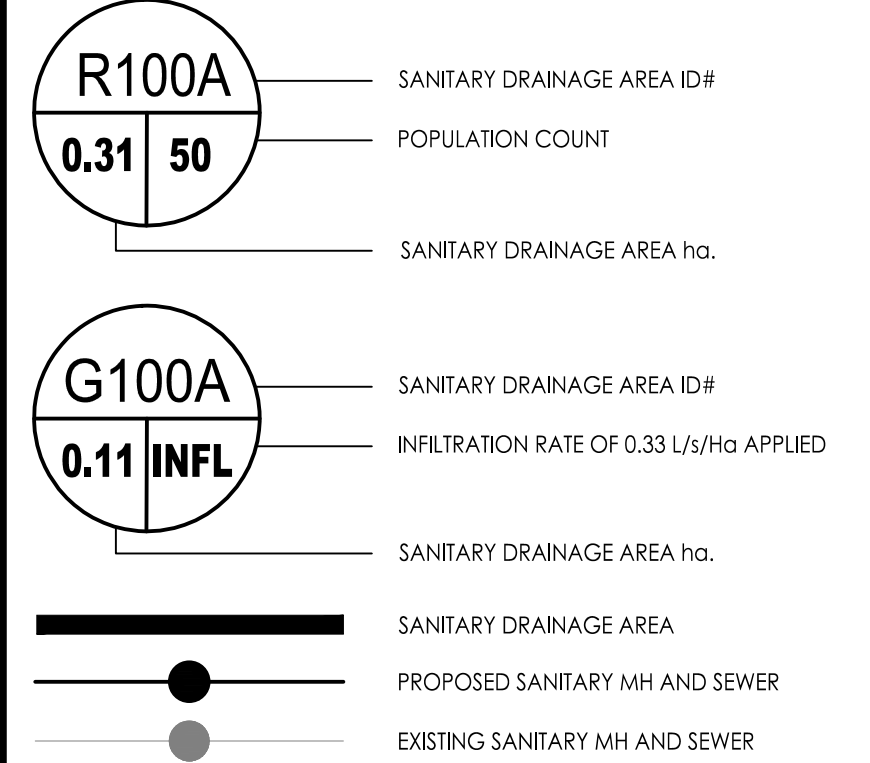 R100A
SANITARY DRAINAGE AREA ID#
0.31 50
POPULATION COUNT
SANITARY DRAINAGE AREA ha.
G100A
SANITARY DRAINAGE AREA ID#
0.11 INFL
INFILTRATION RATE OF 0.33 L/s/Ha APPLIED
SANITARY DRAINAGE AREA ha.
SANITARY DRAINAGE AREA
PROPOSED SANITARY MH AND SEWER
EXISTING SANITARY MH AND SEWER